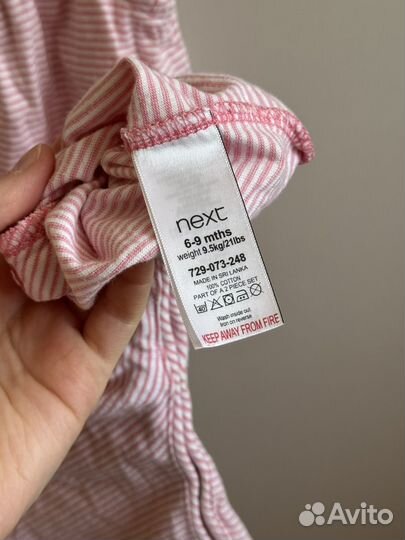 next
6-9 mths
weight 9.5kg/21lbs
729-073-248
MADE IN SRI LANKA
100% COTTON
PART OF A 2 PIECE SET
40
Wash inside out
Iron on reverse
KEEP AWAY FROM FIRE
Avito